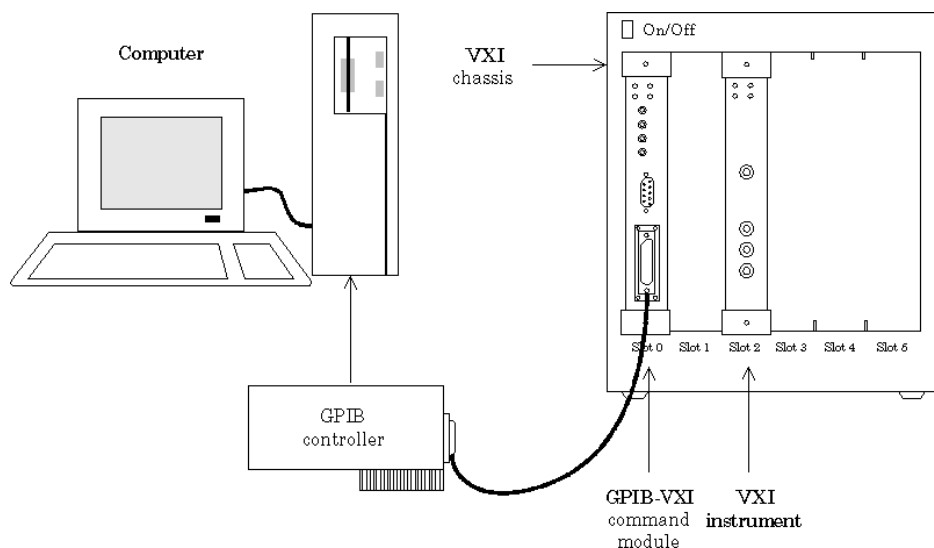 Computer
VXI
chassis
On/Off
Slot 0 Slot 1 Slot 2 Slot 3 Slot 4 Slot 5
GPIB
controller
GPIB-VXI
command
module
VXI
instrument